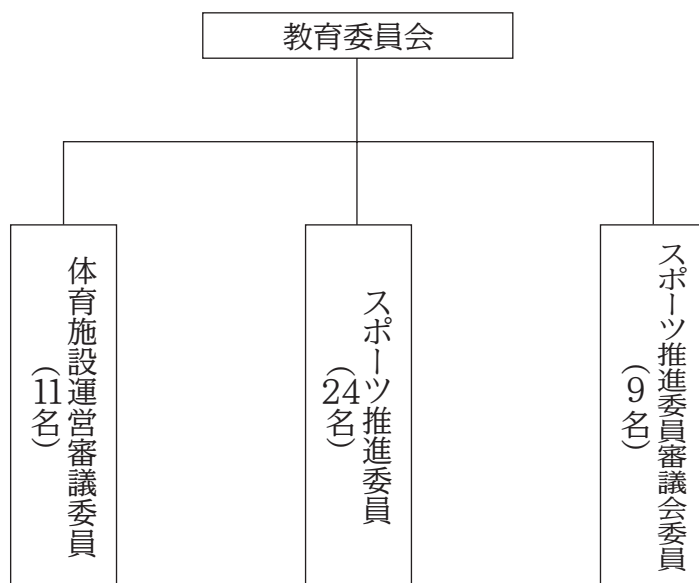 教育委員会
スポーツ推進委員審議会委員
(9名)
スポーツ推進委員
(24名)
体育施設運営審議委員
(11名)